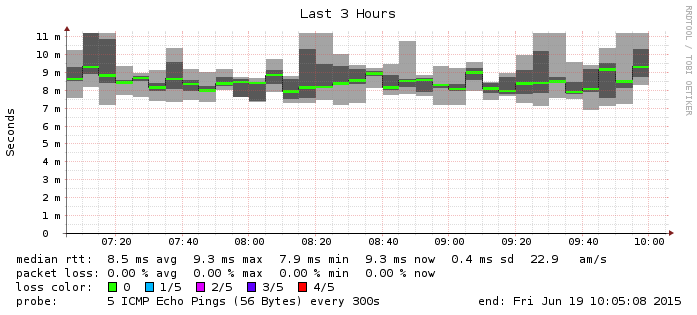 Last 3 Hours
RRDTOOL / TOBI OETIKER
Seconds
11 m
10 m
9 m
8 m
7 m
6 m
5 m
4 m
3 m
2 m
1 m
0
07:20 07:40 08:00 08:20 08:40 09:00 09:20 09:40 10:00
median rtt: 8.5 ms avg 9.3 ms max 7.9 ms min 9.3 ms now 0.4 ms sd 22.9 am/s
packet loss: 0.00 % avg 0.00 % max 0.00 % min 0.00 % now
loss color: 0 1/5 2/5 3/5 4/5
probe: 5 ICMP Echo Pings (56 Bytes) every 300s end: Fri Jun 19 10:05:08 2015